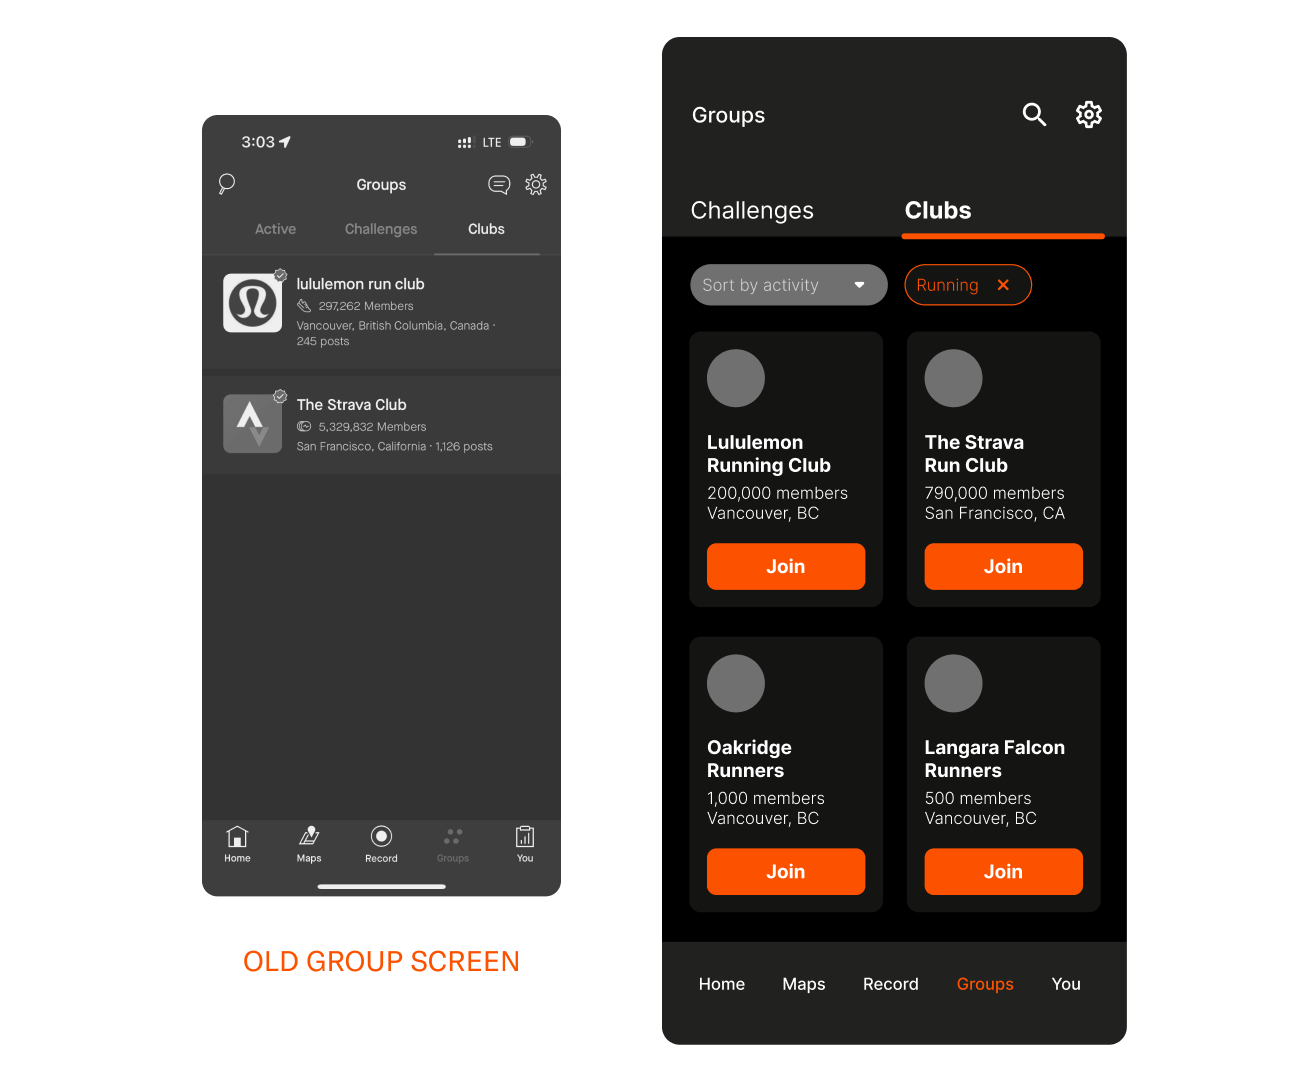 3:03
LTE
Groups
Active
Challenges
Clubs
lululemon run club
297,262 Members
Vancouver, British Columbia, Canada ·
245 posts
The Strava Club
5,329,832 Members
San Francisco, California · 1,126 posts
Home
Maps
Record
Groups
You
OLD GROUP SCREEN
Groups
Challenges
Clubs
Sort by activity
Running
Lululemon
Running Club
200,000 members
Vancouver, BC
Join
The Strava
Run Club
790,000 members
San Francisco, CA
Join
Oakridge
Runners
1,000 members
Vancouver, BC
Join
Langara Falcon
Runners
500 members
Vancouver, BC
Join
Home
Maps
Record
Groups
You